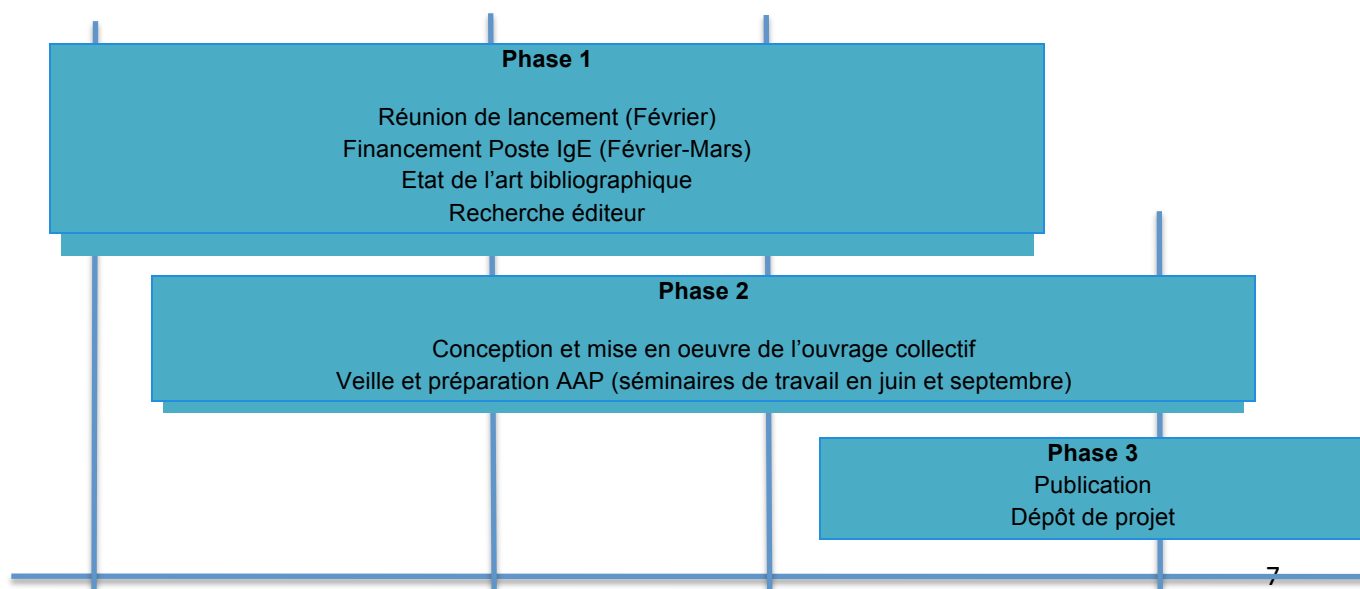 Phase 1
Réunion de lancement (Février)
Financement Poste IgE (Février-Mars)
Etat de l’art bibliographique
Recherche éditeur
Phase 2
Conception et mise en oeuvre de l’ouvrage collectif
Veille et préparation AAP (séminaires de travail en juin et septembre)
Phase 3
Publication
Dépôt de projet
7